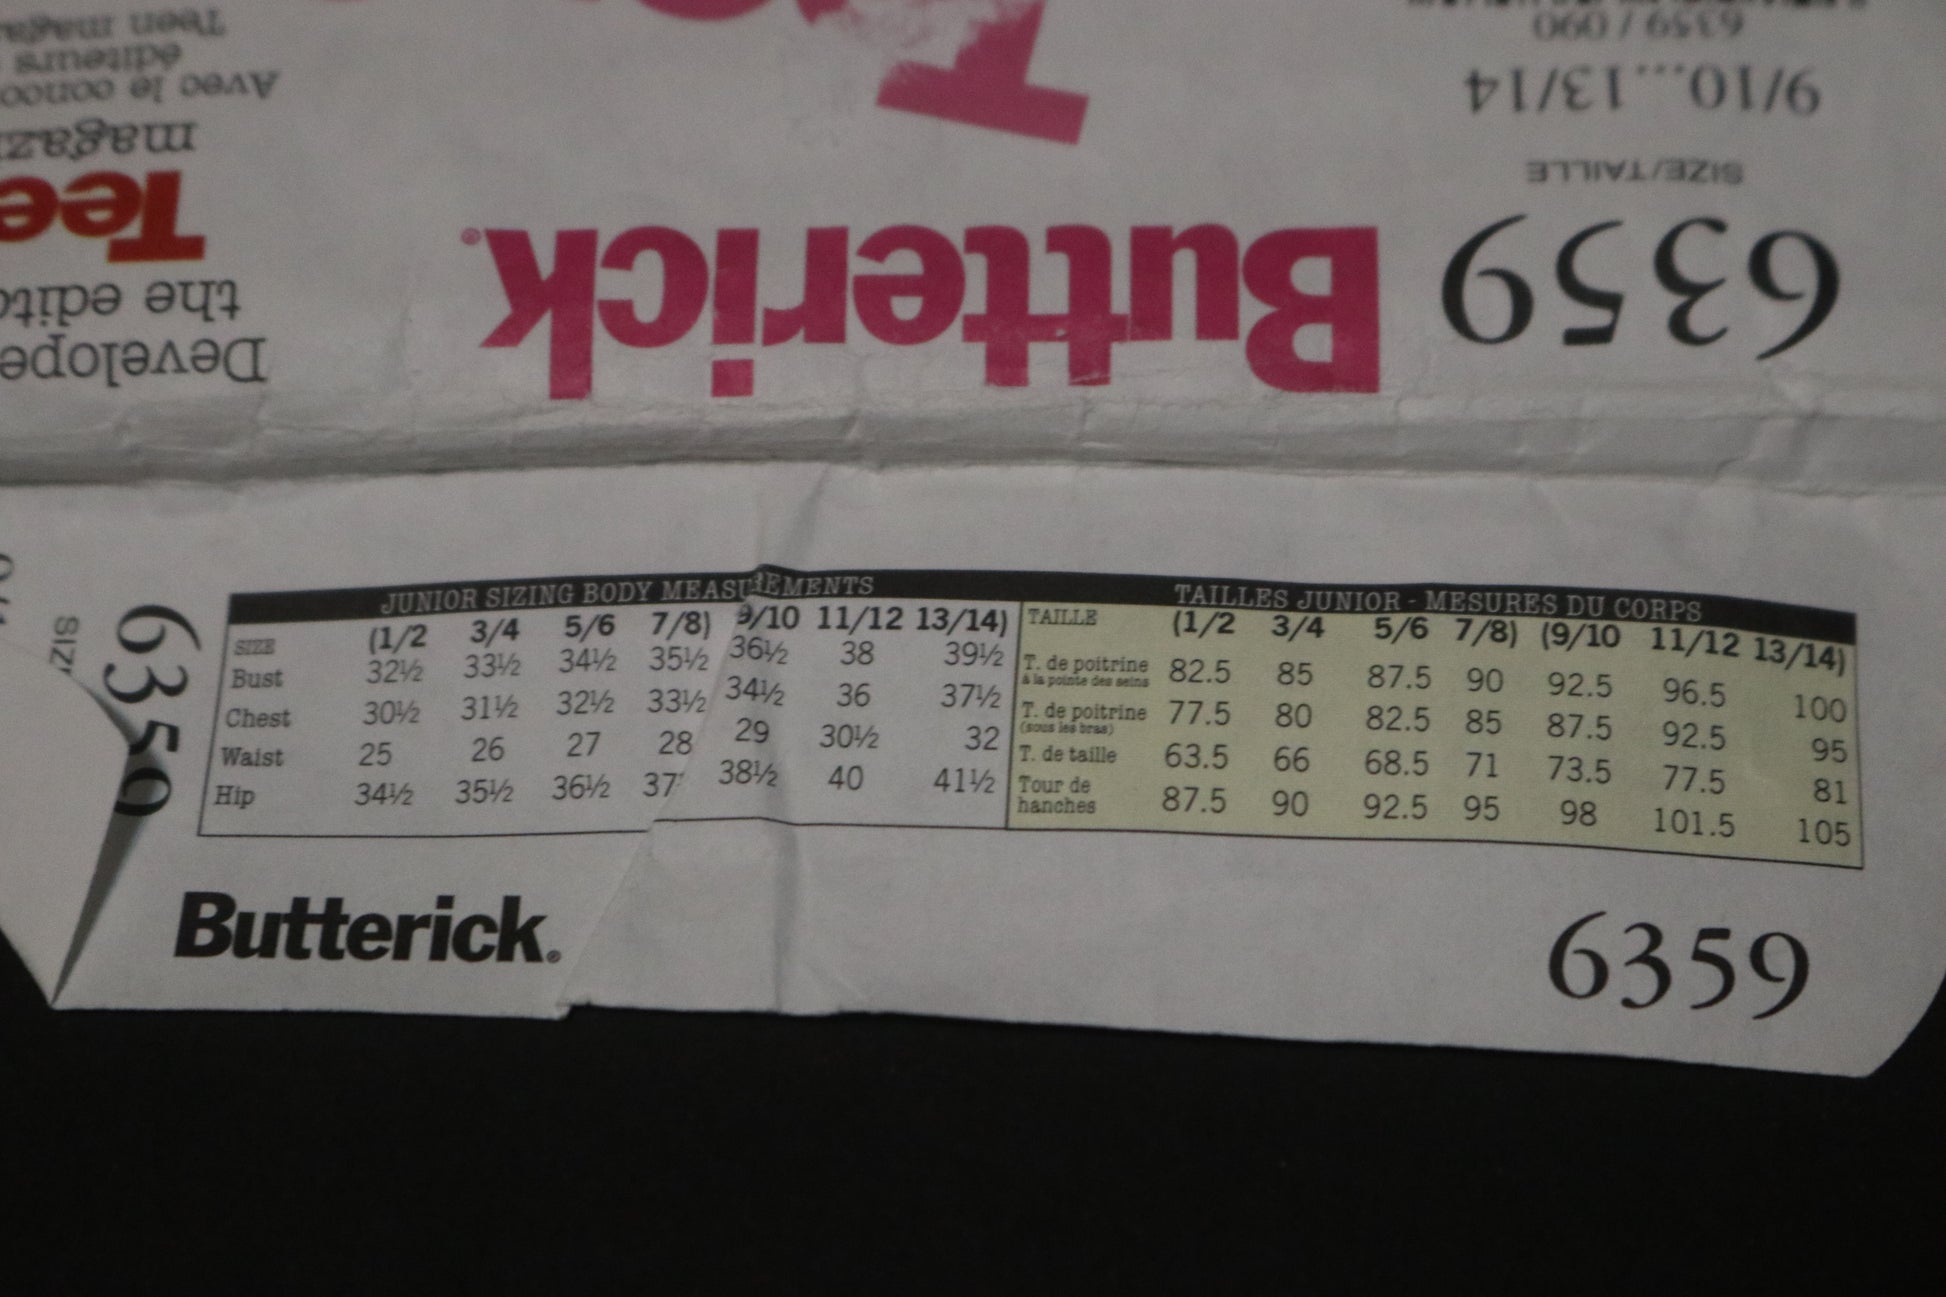 Butterick®
6359
SIZE/TAILLE
9/10...13/14
6359 / 090
the
Avec le
éditeurs
Teen
6359
JUNIOR SIZING BODY MEASUREMENTS
SIZE (1/2 3/4 5/6 7/8) 9/10 11/12 13/14)
Bust 32½ 33½ 34½ 35½ 36½ 38 39½
Chest 30½ 31½ 32½ 33½ 34½ 36 37½
Waist 25 26 27 28 29 30½ 32
Hip 34½ 35½ 36½ 37 38½ 40 41½
TAILLES JUNIOR - MESURES DU CORPS
TAILLE (1/2 3/4 5/6 7/8) (9/10 11/12 13/14)
T. de poitrine 82.5 85 87.5 90 92.5 96.5 100
à la pointe des seins
T. de poitrine 77.5 80 82.5 85 87.5 92.5 95
(sous les bras)
T. de taille 63.5 66 68.5 71 73.5 77.5 81
Tour de
hanches 87.5 90 92.5 95 98 101.5 105
Butterick®
6359